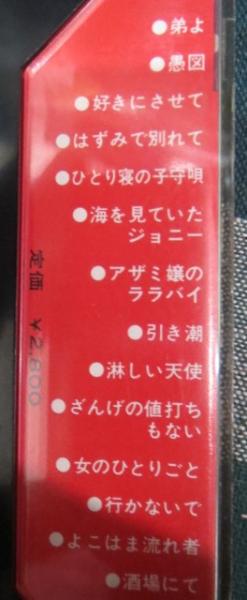 ●弟よ
●愚図
●好きにさせて
●はずみで別れて
●ひとり寝の子守唄
●海を見ていた
ジョニー
●アザミ嬢の
ララバイ
●引き潮
●淋しい天使
●ざんげの値打ち
もない
●女のひとりごと
●行かないで
●よこはま流れ者
●酒場にて
定価 ¥2,800